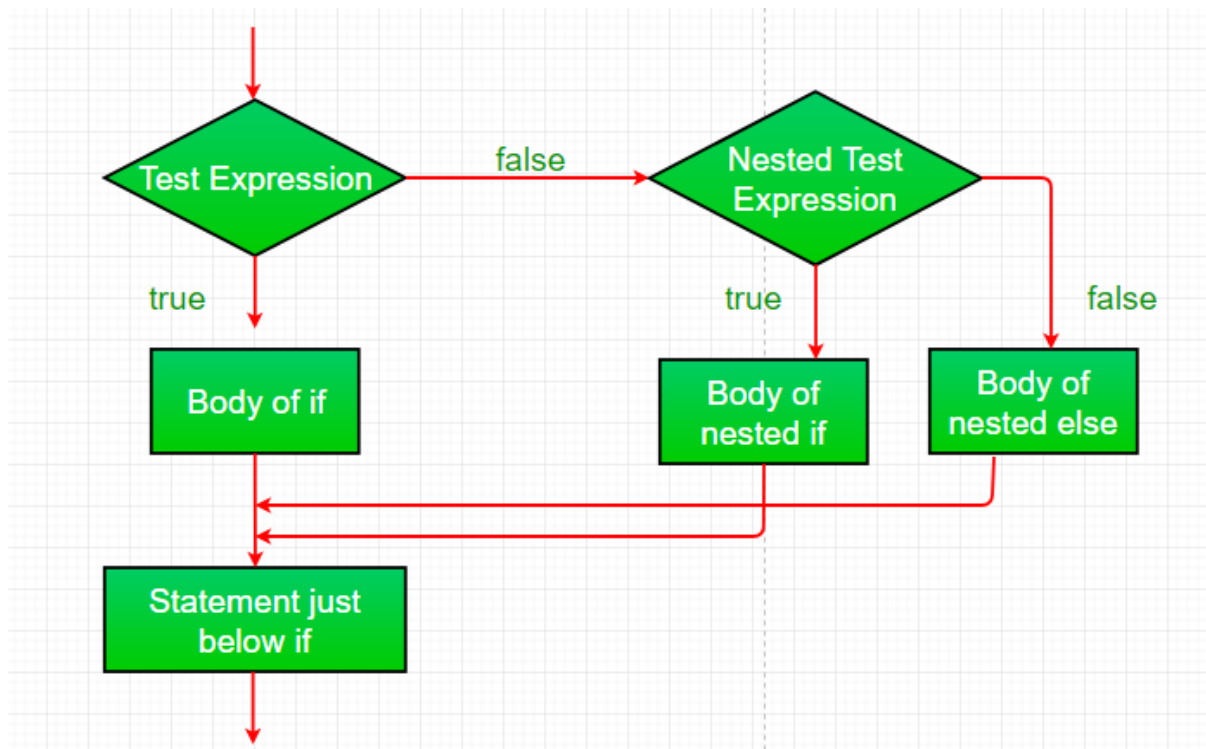 Test Expression
false
Nested Test
Expression
true
true
false
Body of if
Body of
nested if
Body of
nested else
Statement just
below if